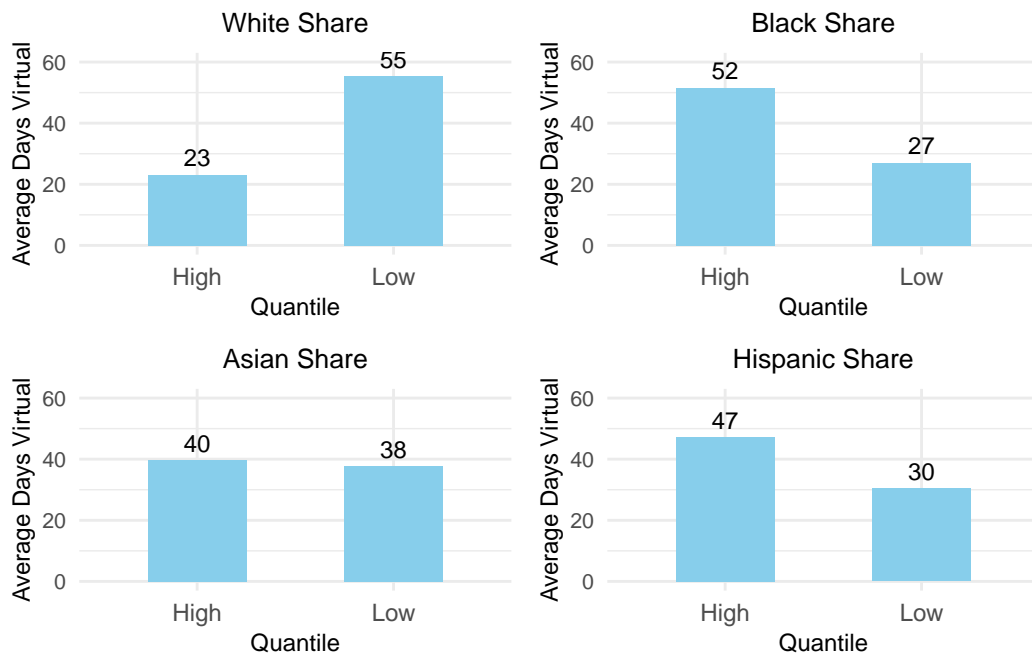 White Share
Average Days Virtual
60
40
20
0
23
55
High
Low
Quantile
Black Share
Average Days Virtual
60
40
20
0
52
27
High
Low
Quantile
Asian Share
Average Days Virtual
60
40
20
0
40
38
High
Low
Quantile
Hispanic Share
Average Days Virtual
60
40
20
0
47
30
High
Low
Quantile